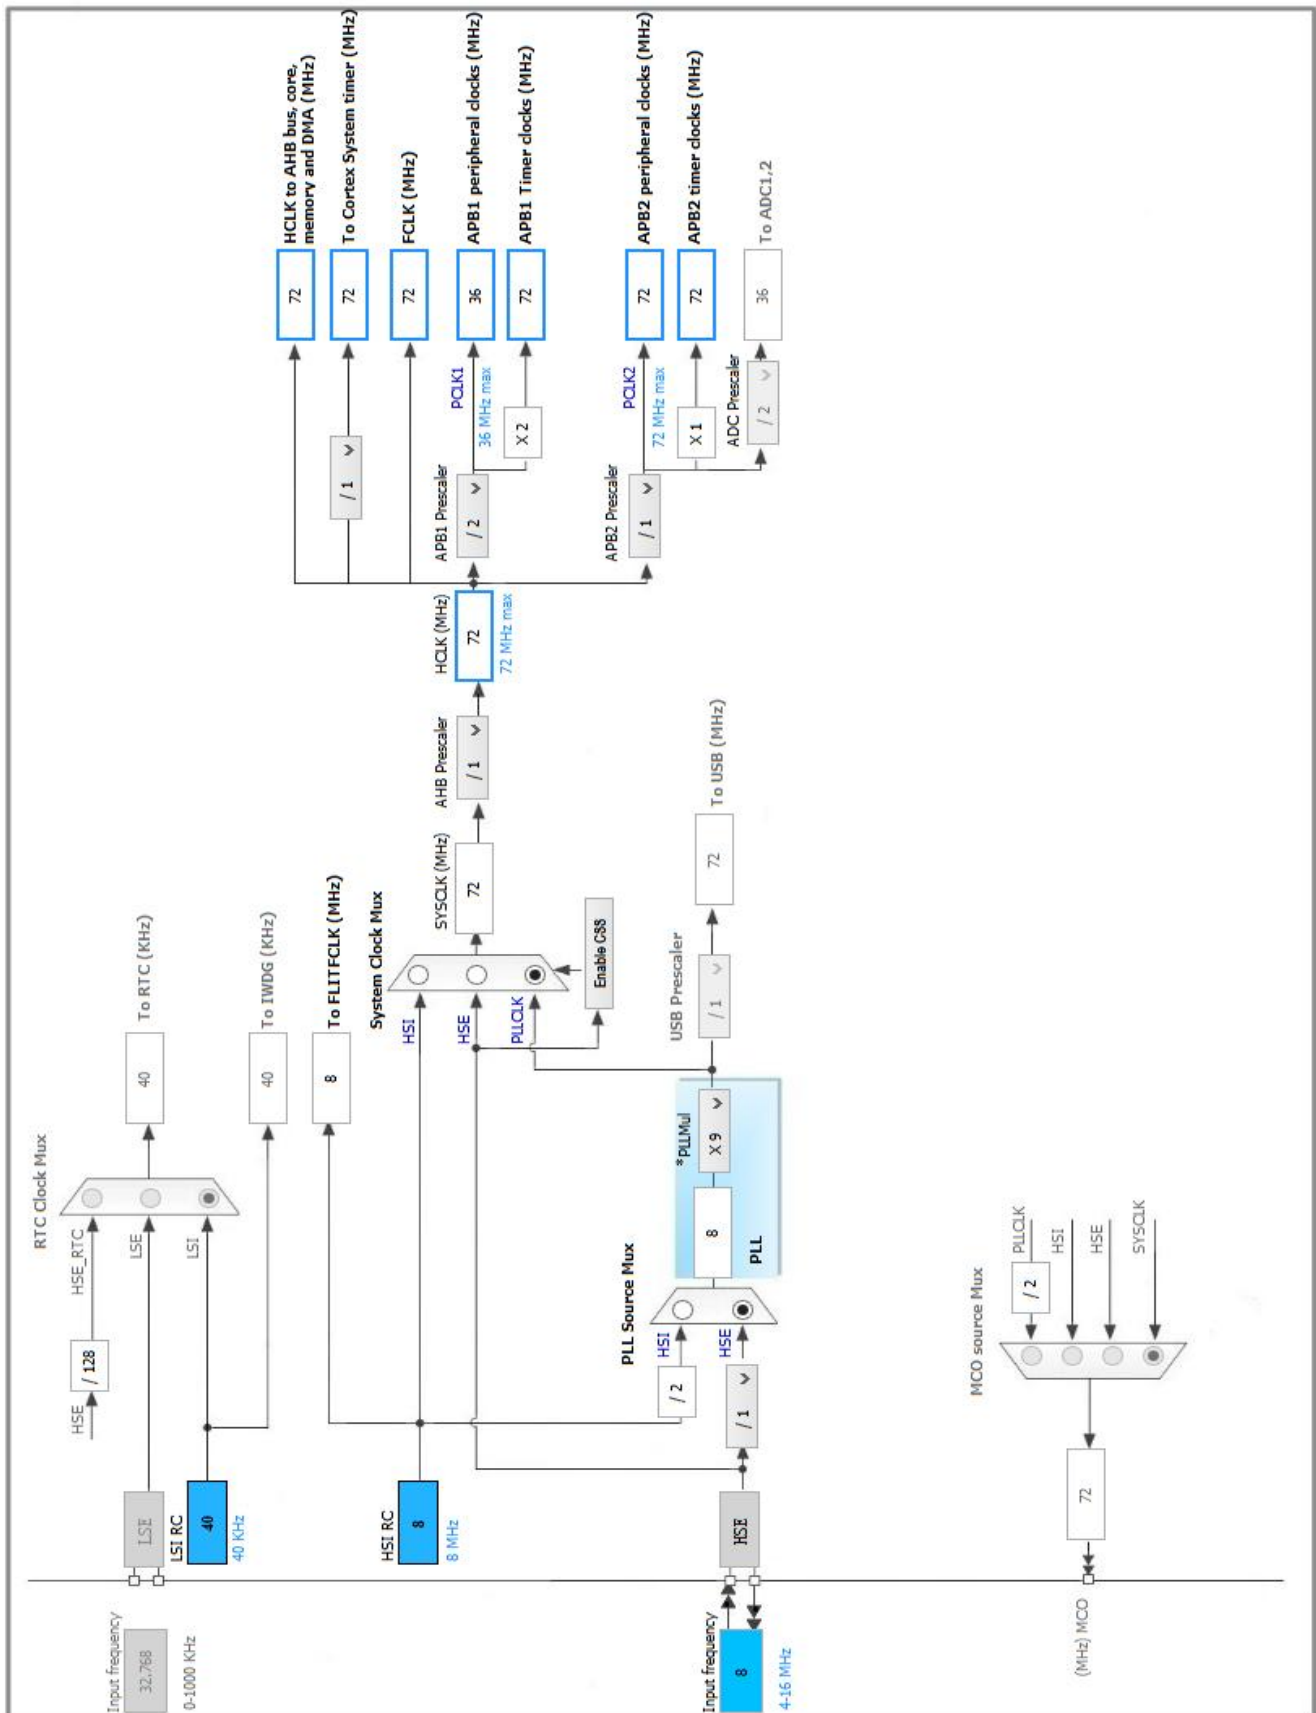 RTC Clock Mux
HSE
/ 128
HSE_RTC
LSE
LSI
40
To RTC (KHz)
Input frequency
32.768
0-1000 KHz
LSE
LSI RC
40
40 KHz
40
To IWDG (KHz)
8
To FLITFCLK (MHz)
HSI RC
8
8 MHz
System Clock Mux
HSI
HSE
PLLCLK
Enable CSS
SYSCLK (MHz)
72
AHB Prescaler
/ 1
HCLK (MHz)
72
72 MHz max
72
HCLK to AHB bus, core,
memory and DMA (MHz)
/ 1
72
To Cortex System timer (MHz)
72
FCLK (MHz)
APB1 Prescaler
/ 2
PCLK1
36 MHz max
36
APB1 peripheral clocks (MHz)
X 2
72
APB1 Timer clocks (MHz)
APB2 Prescaler
/ 1
PCLK2
72 MHz max
72
APB2 peripheral clocks (MHz)
X 1
72
APB2 timer clocks (MHz)
ADC Prescaler
/ 2
36
To ADC1,2
PLL Source Mux
/ 2
HSI
HSE
/ 1
Input frequency
8
4-16 MHz
HSE
8
*PLLMul
X 9
PLL
USB Prescaler
/ 1
72
To USB (MHz)
MCO source Mux
(MHz) MCO
72
/ 2
PLLCLK
HSI
HSE
SYSCLK